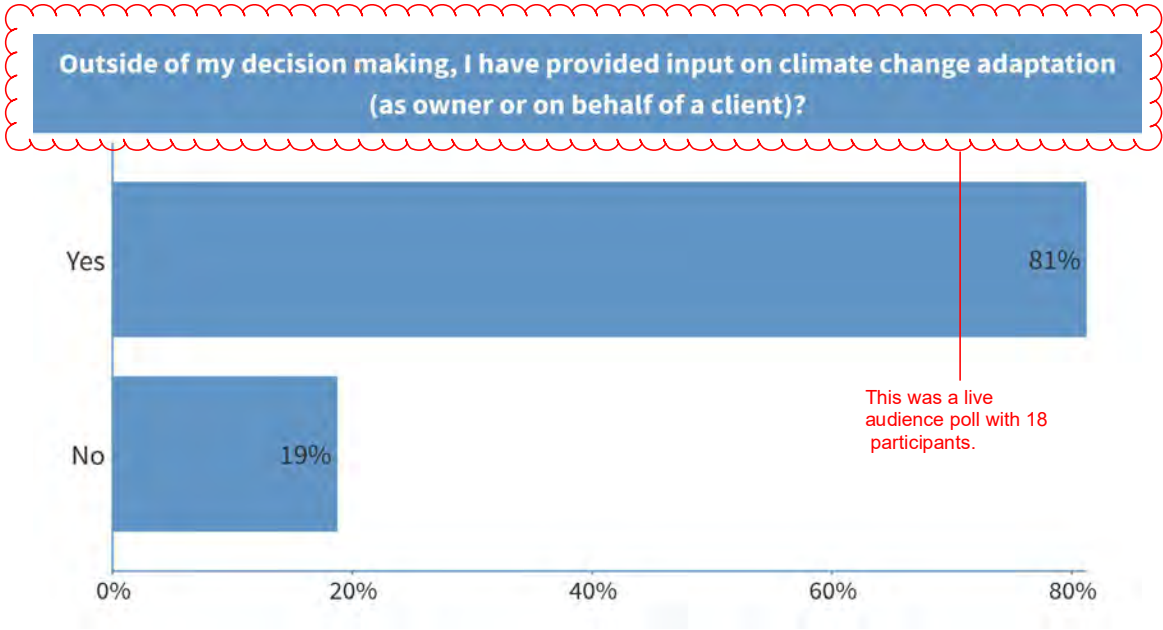 Outside of my decision making, I have provided input on climate change adaptation
(as owner or on behalf of a client)?
Yes
81%
This was a live
audience poll with 18
participants.
No
19%
0%
20%
40%
60%
80%